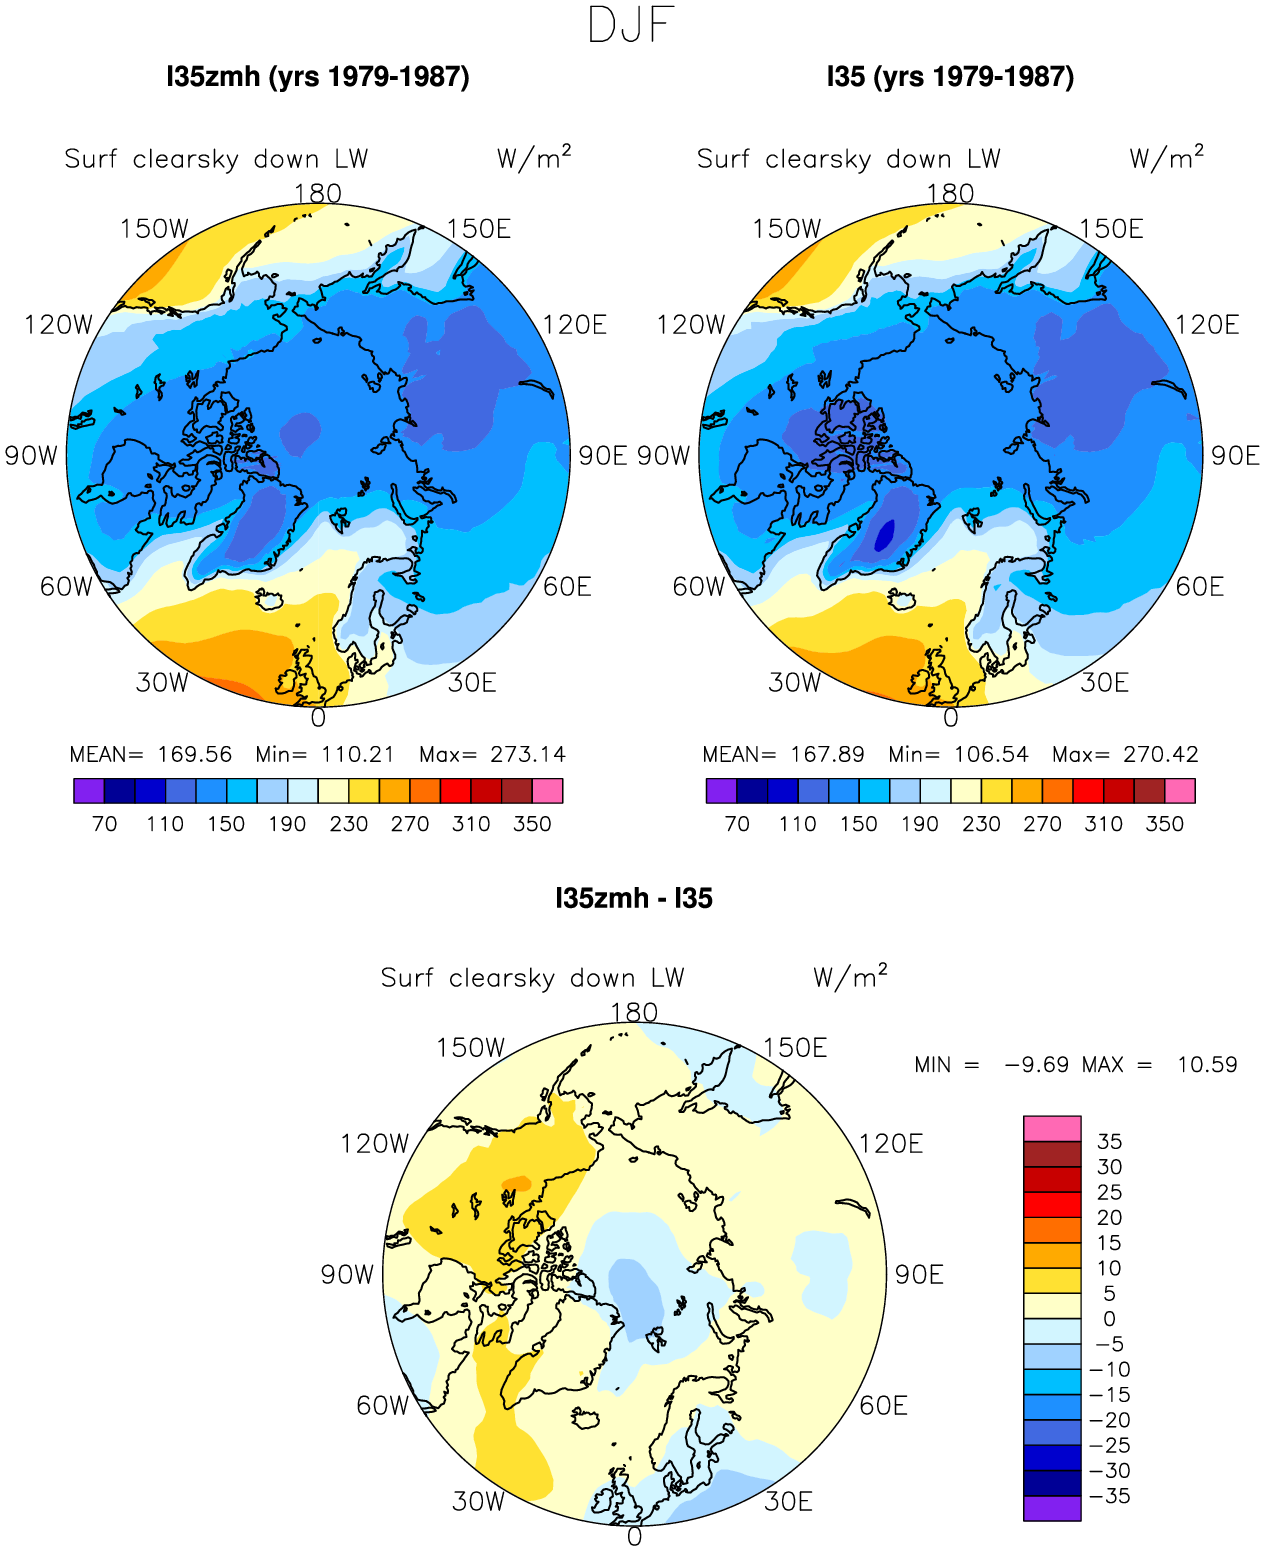 DJF
I35zmh (yrs 1979-1987)
I35 (yrs 1979-1987)
Surf clearsky down LW W/m²
Surf clearsky down LW W/m²
180
180
150W 150E
150W 150E
120W 120E
120W 120E
90W 90E
90W 90E
60W 60E
60W 60E
30W 30E
30W 30E
0
0
MEAN= 169.56 Min= 110.21 Max= 273.14
MEAN= 167.89 Min= 106.54 Max= 270.42
70 110 150 190 230 270 310 350
70 110 150 190 230 270 310 350
I35zmh - I35
Surf clearsky down LW W/m²
180
150W 150E
MIN = −9.69 MAX = 10.59
120W 120E
90W 90E
60W 60E
30W 30E
0
35
30
25
20
15
10
5
0
−5
−10
−15
−20
−25
−30
−35